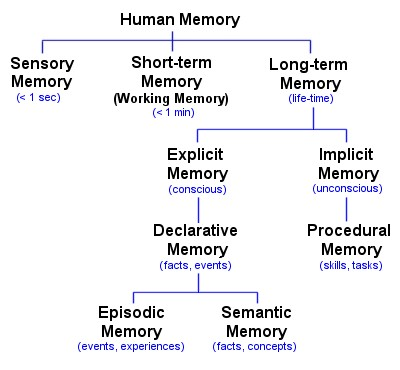 Human Memory
Sensory
Memory
(< 1 sec)
Short-term
Memory
(Working Memory)
(< 1 min)
Long-term
Memory
(life-time)
Explicit
Memory
(conscious)
Implicit
Memory
(unconscious)
Declarative
Memory
(facts, events)
Procedural
Memory
(skills, tasks)
Episodic
Memory
(events, experiences)
Semantic
Memory
(facts, concepts)